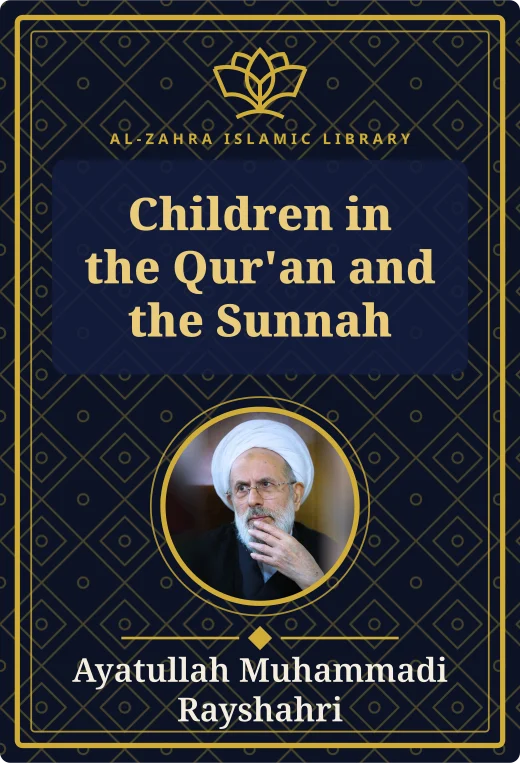 AL-ZAHRA ISLAMIC LIBRARY
Children in
the Qur'an and
the Sunnah
Ayatullah Muhammadi
Rayshahri